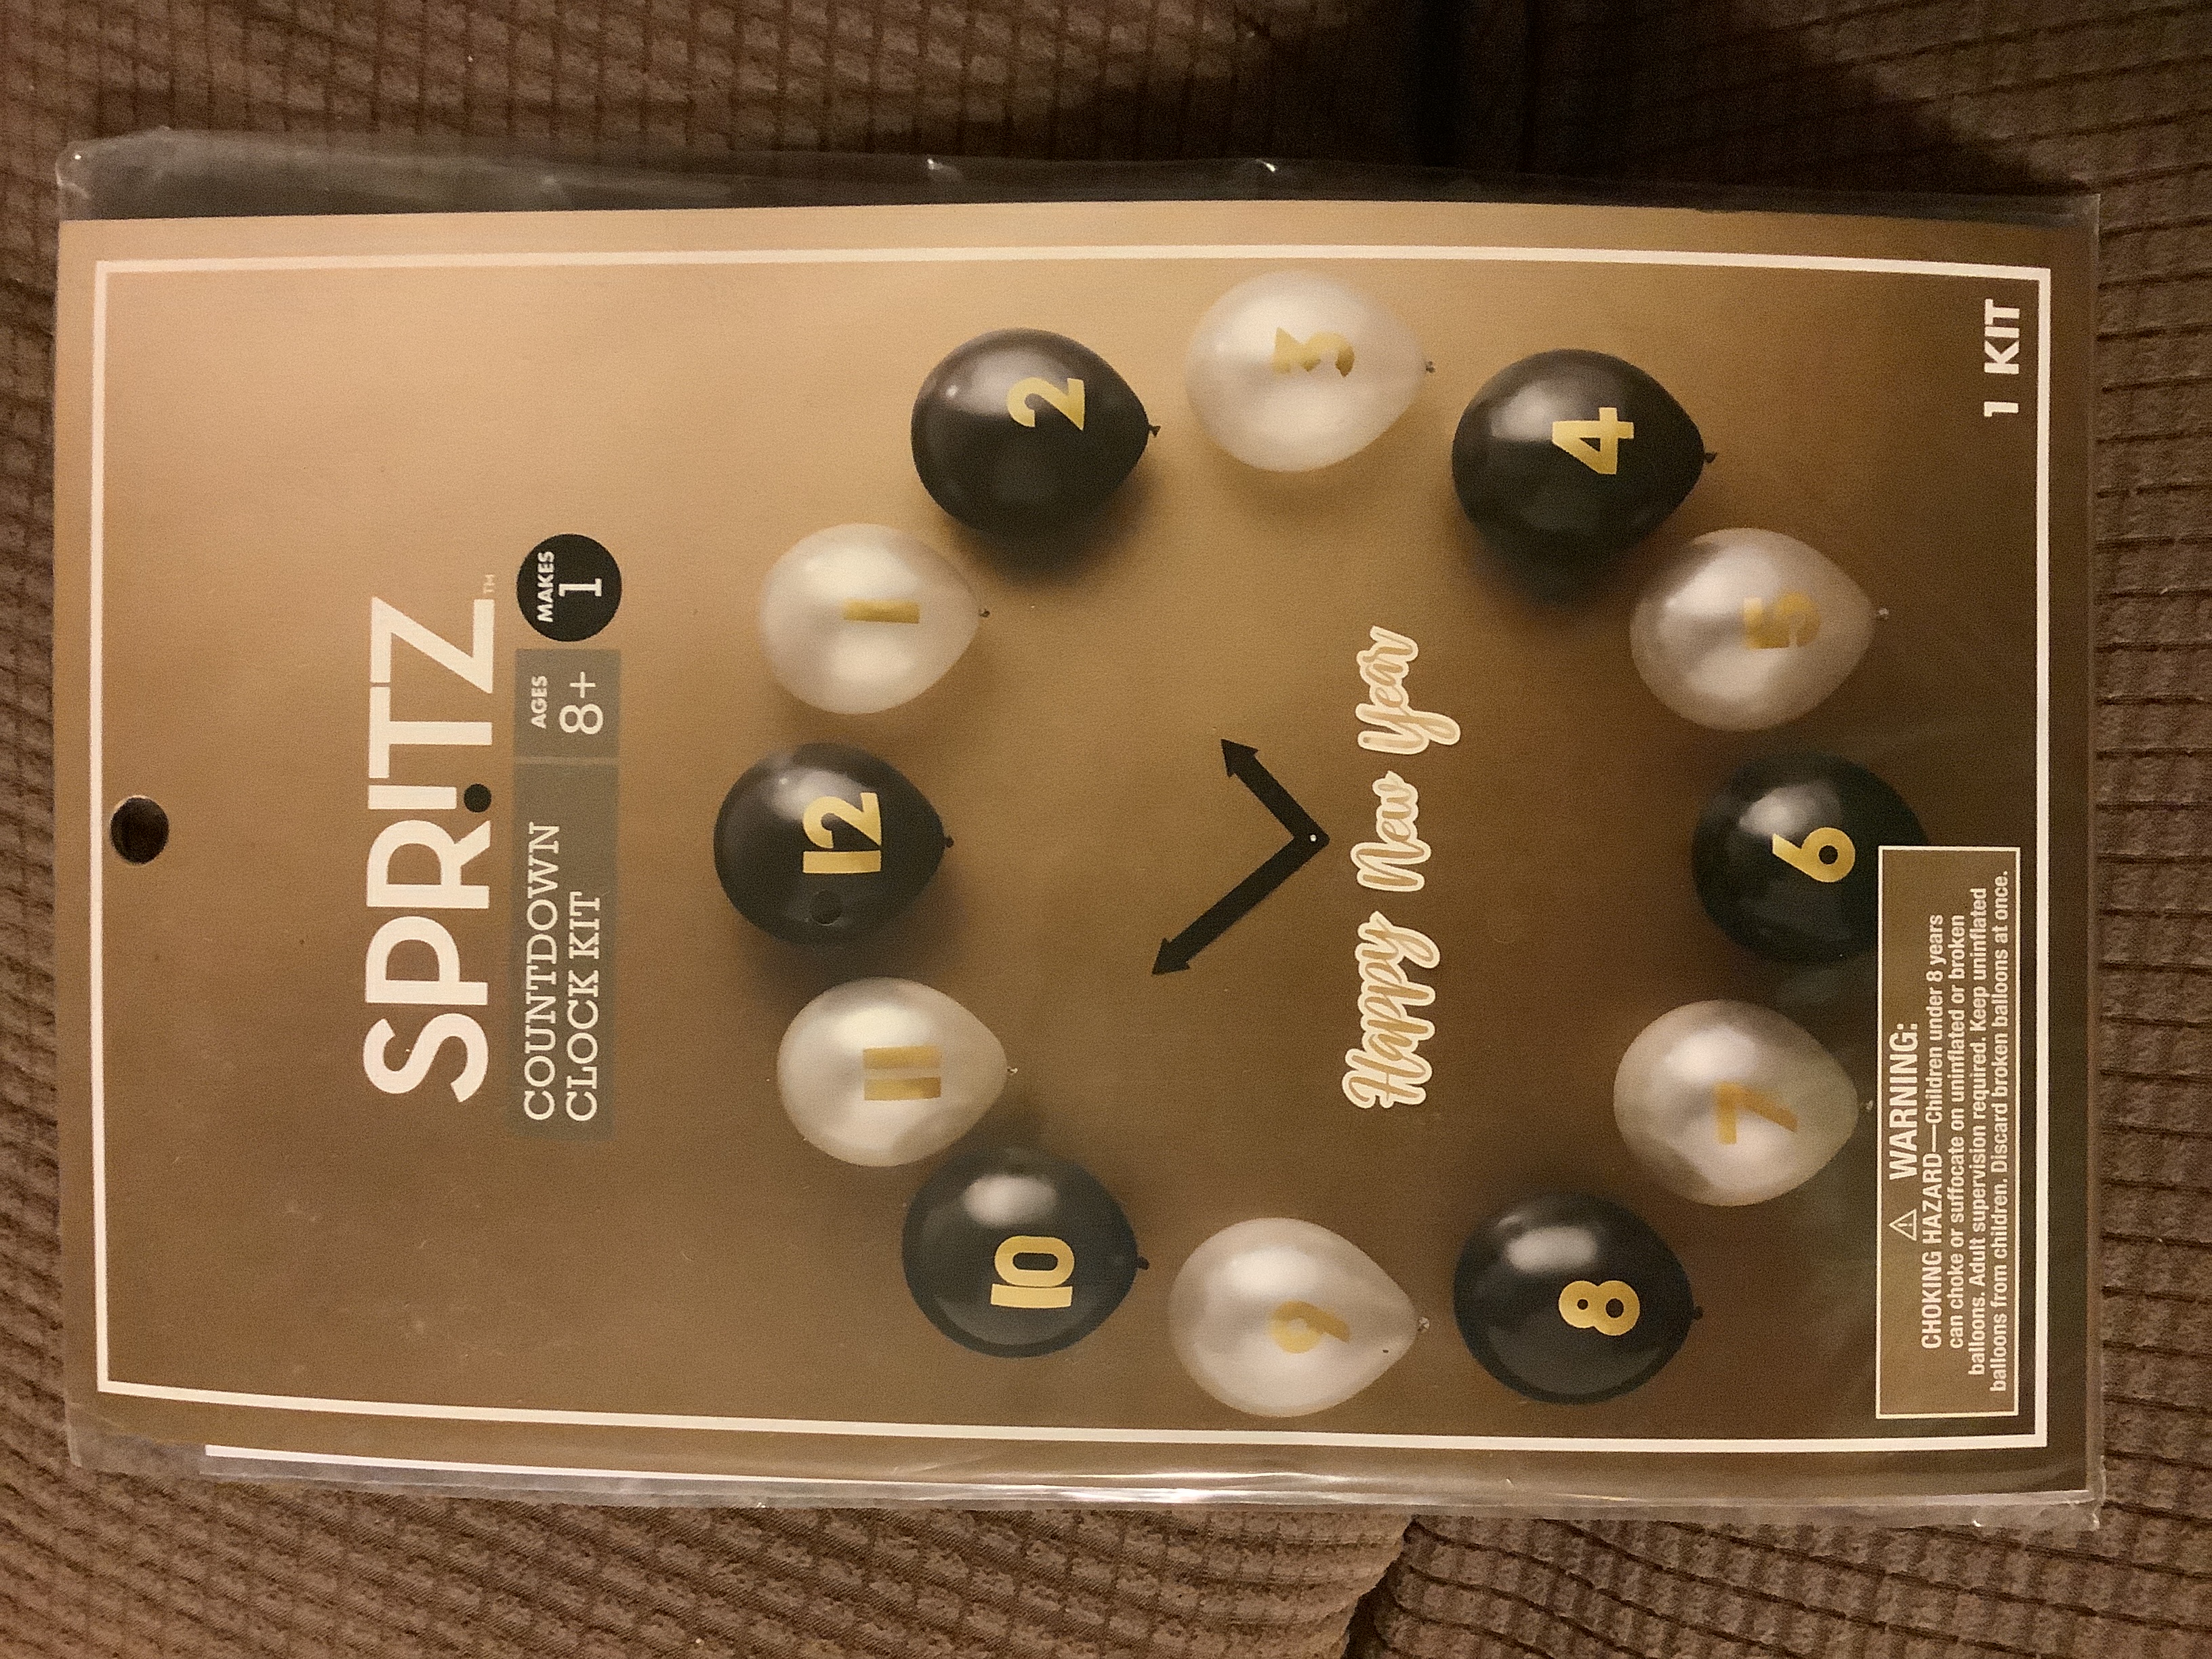 SPRITZ™
COUNTDOWN
CLOCK KIT
AGES
8+
MAKES
1
12
1
2
3
4
5
6
7
8
9
10
11
Happy New Year
⚠ WARNING:
CHOKING HAZARD—Children under 8 years
can choke or suffocate on uninflated or broken
balloons. Adult supervision required. Keep uninflated
balloons from children. Discard broken balloons at once.
1 KIT